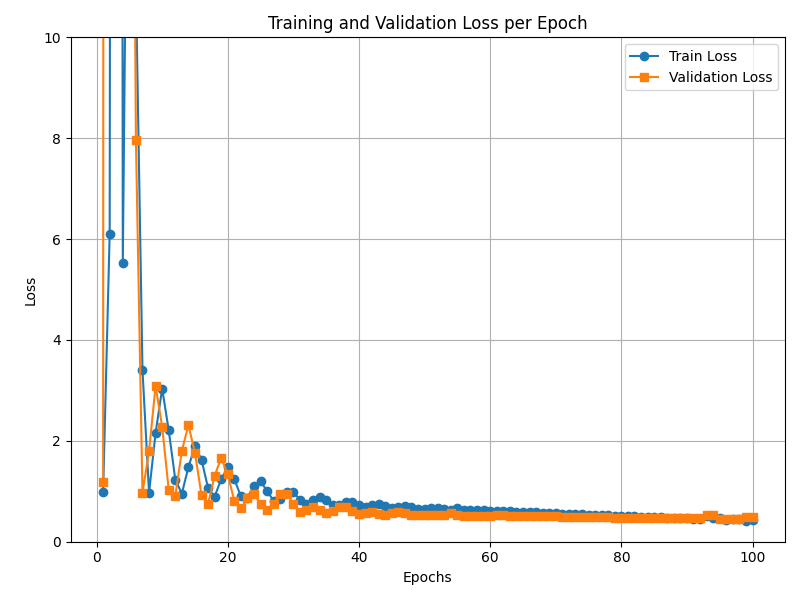 Training and Validation Loss per Epoch
Train Loss
Validation Loss
Loss
10
8
6
4
2
0
0 20 40 60 80 100
Epochs